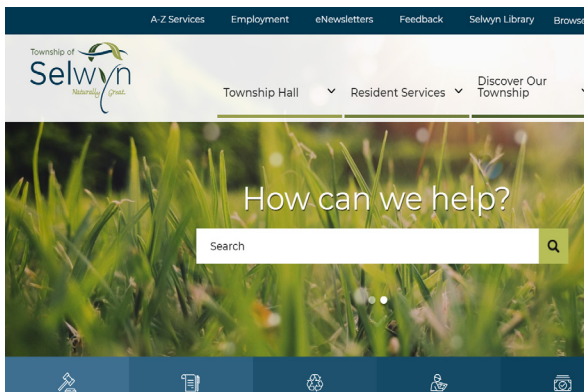 A-Z Services Employment eNewsletters Feedback Selwyn Library Browse
Township of
Selwyn
Naturally Great.
Township Hall Resident Services Discover Our
Township
How can we help?
Search